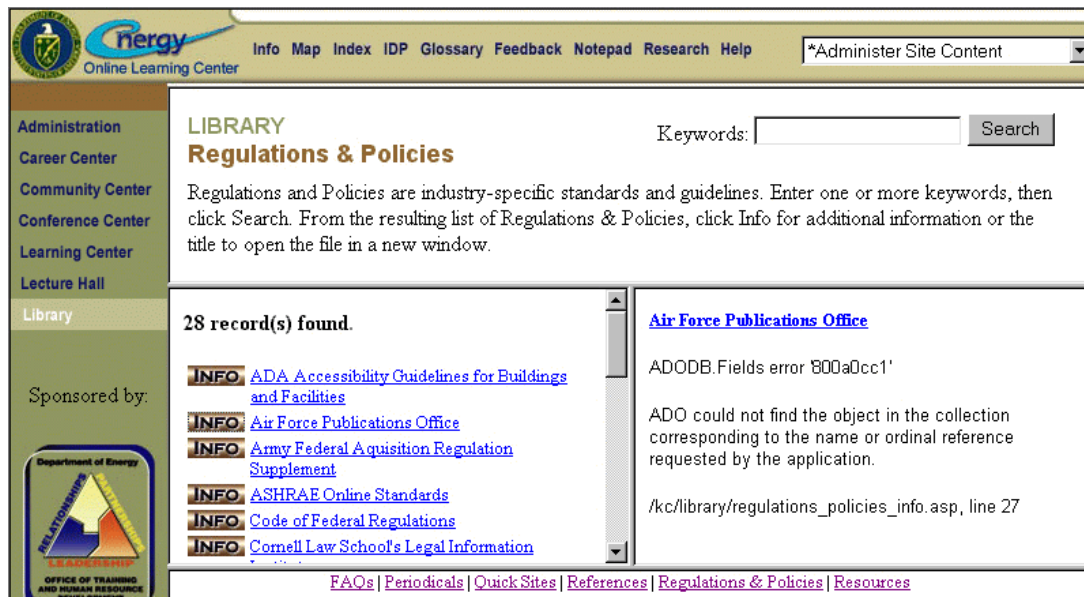 Energy
Online Learning Center
Info Map Index IDP Glossary Feedback Notepad Research Help
*Administer Site Content
Administration
Career Center
Community Center
Conference Center
Learning Center
Lecture Hall
Library
Sponsored by:
Department of Energy
RELATIONSHIPS
PARTNERSHIPS
LEADERSHIP
OFFICE OF TRAINING
AND HUMAN RESOURCE
DEVELOPMENT
LIBRARY
Regulations & Policies
Keywords:
Search
Regulations and Policies are industry-specific standards and guidelines. Enter one or more keywords, then
click Search. From the resulting list of Regulations & Policies, click Info for additional information or the
title to open the file in a new window.
28 record(s) found.
INFO ADA Accessibility Guidelines for Buildings
and Facilities
INFO Air Force Publications Office
INFO Army Federal Aquisition Regulation
Supplement
INFO ASHRAE Online Standards
INFO Code of Federal Regulations
INFO Cornell Law School's Legal Information
Air Force Publications Office
ADODB.Fields error '800a0cc1'
ADO could not find the object in the collection
corresponding to the name or ordinal reference
requested by the application.
/kc/library/regulations_policies_info.asp, line 27
FAQs | Periodicals | Quick Sites | References | Regulations & Policies | Resources